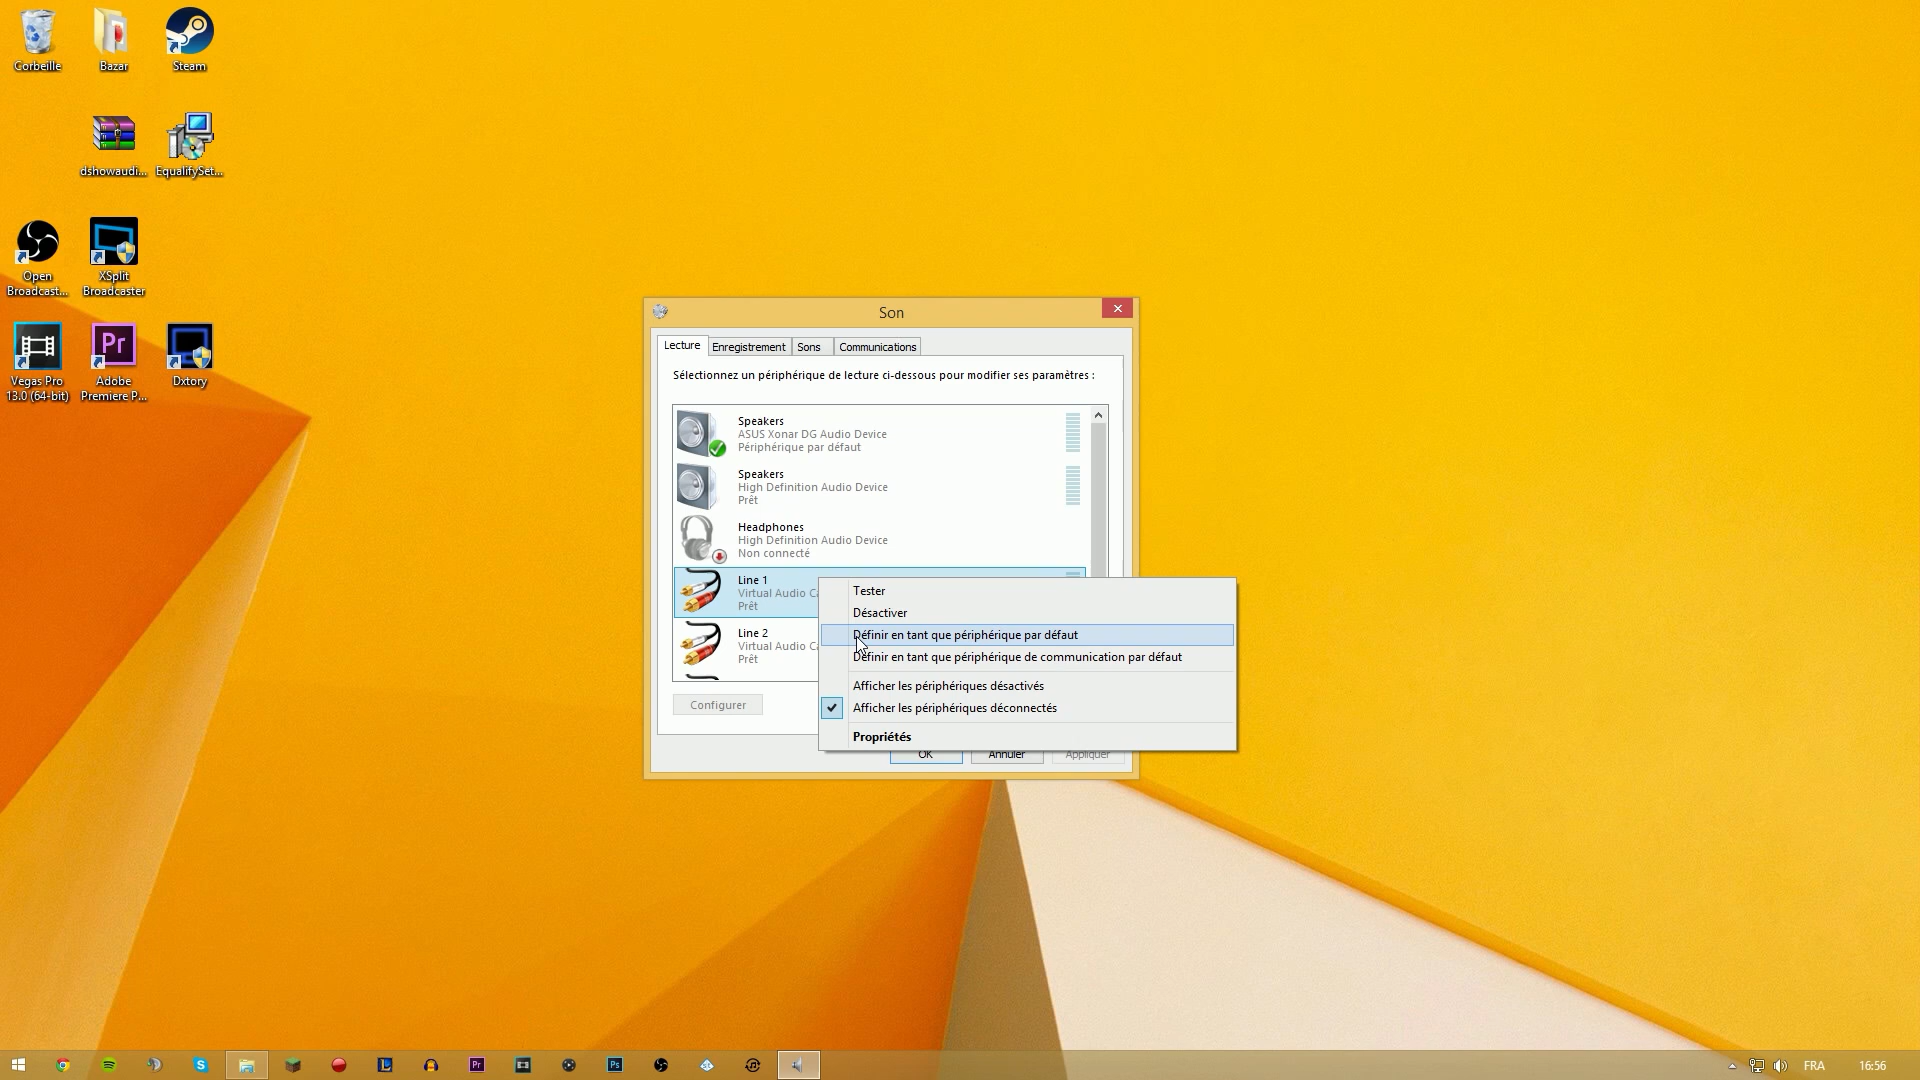 Corbeille
Bazar
Steam
dshowaudi...
EqualifySet...
Open
Broadcast...
XSplit
Broadcaster
Vegas Pro
13.0 (64-bit)
Adobe
Premiere P...
Dxtory
Son
Lecture
Enregistrement
Sons
Communications
Sélectionnez un périphérique de lecture ci-dessous pour modifier ses paramètres :
Speakers
ASUS Xonar DG Audio Device
Périphérique par défaut
Speakers
High Definition Audio Device
Prêt
Headphones
High Definition Audio Device
Non connecté
Line 1
Virtual Audio Ca
Prêt
Line 2
Virtual Audio Ca
Prêt
Tester
Désactiver
Définir en tant que périphérique par défaut
Définir en tant que périphérique de communication par défaut
Afficher les périphériques désactivés
Afficher les périphériques déconnectés
Propriétés
Configurer
OK
Annuler
Appliquer
FRA
16:56